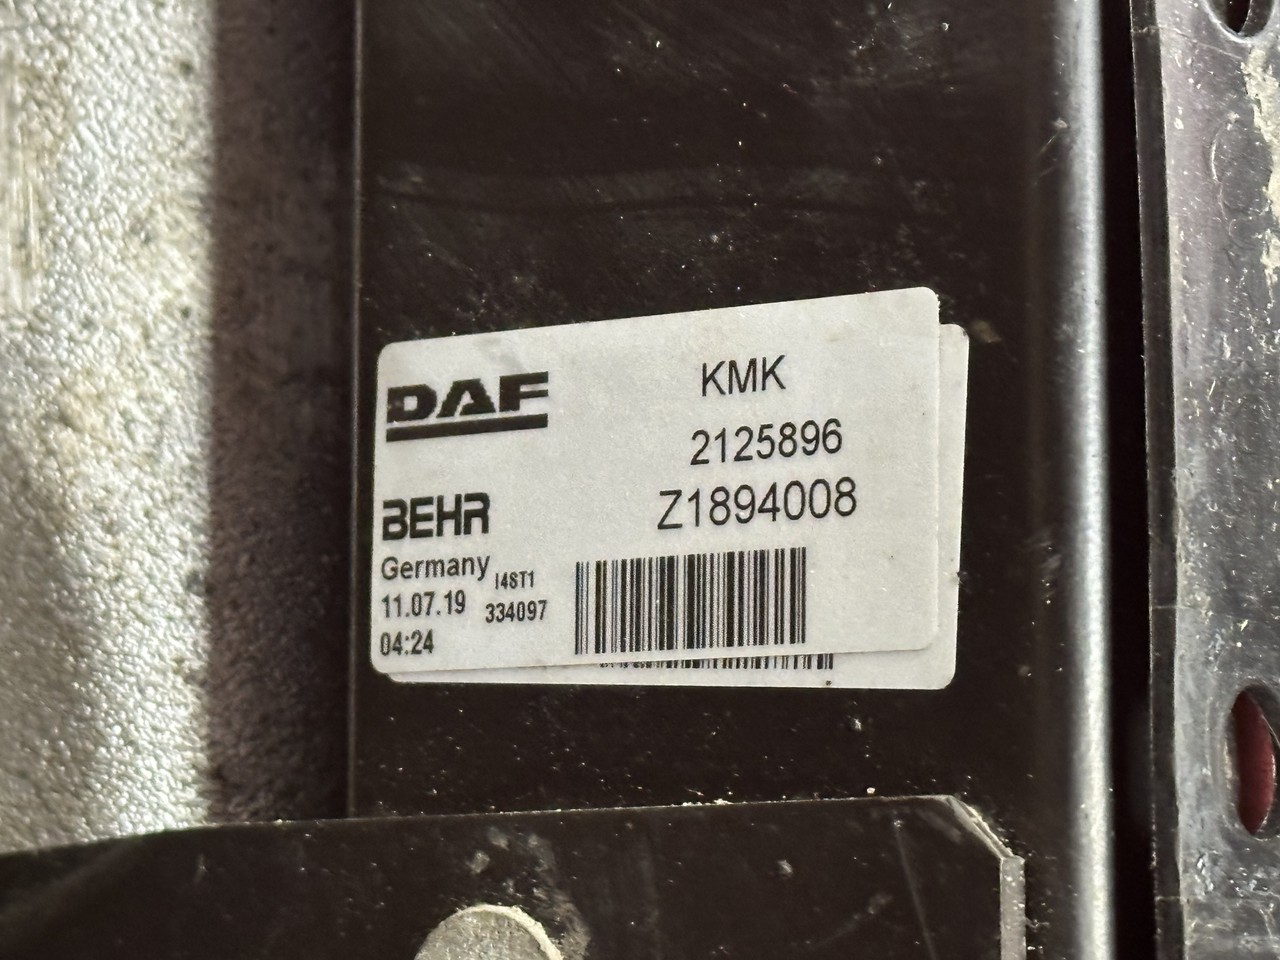 DAF
KMK
2125896
Z1894008
BEHR
Germany
I4ST1
11.07.19
334097
04:24